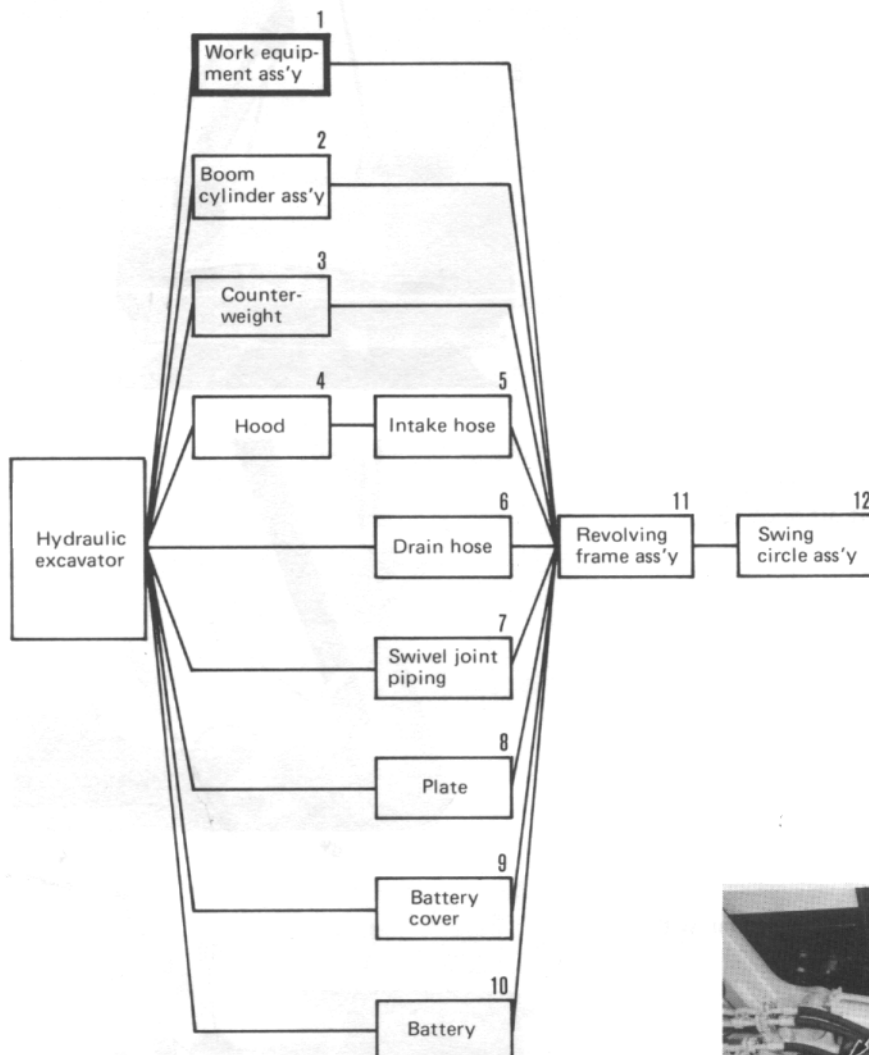 1
Work equip-
ment ass'y
2
Boom
cylinder ass'y
3
Counter-
weight
4
Hood
5
Intake hose
Hydraulic
excavator
6
Drain hose
11
Revolving
frame ass'y
12
Swing
circle ass'y
7
Swivel joint
piping
8
Plate
9
Battery
cover
10
Battery